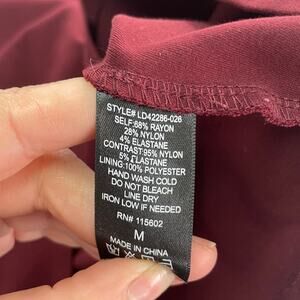 STYLE# LD42286-026
SELF:68% RAYON
28% NYLON
4% ELASTANE
CONTRAST:95% NYLON
5% ELASTANE
LINING:100% POLYESTER
HAND WASH COLD
DO NOT BLEACH
LINE DRY
IRON LOW IF NEEDED
RN# 115602
M
MADE IN CHINA